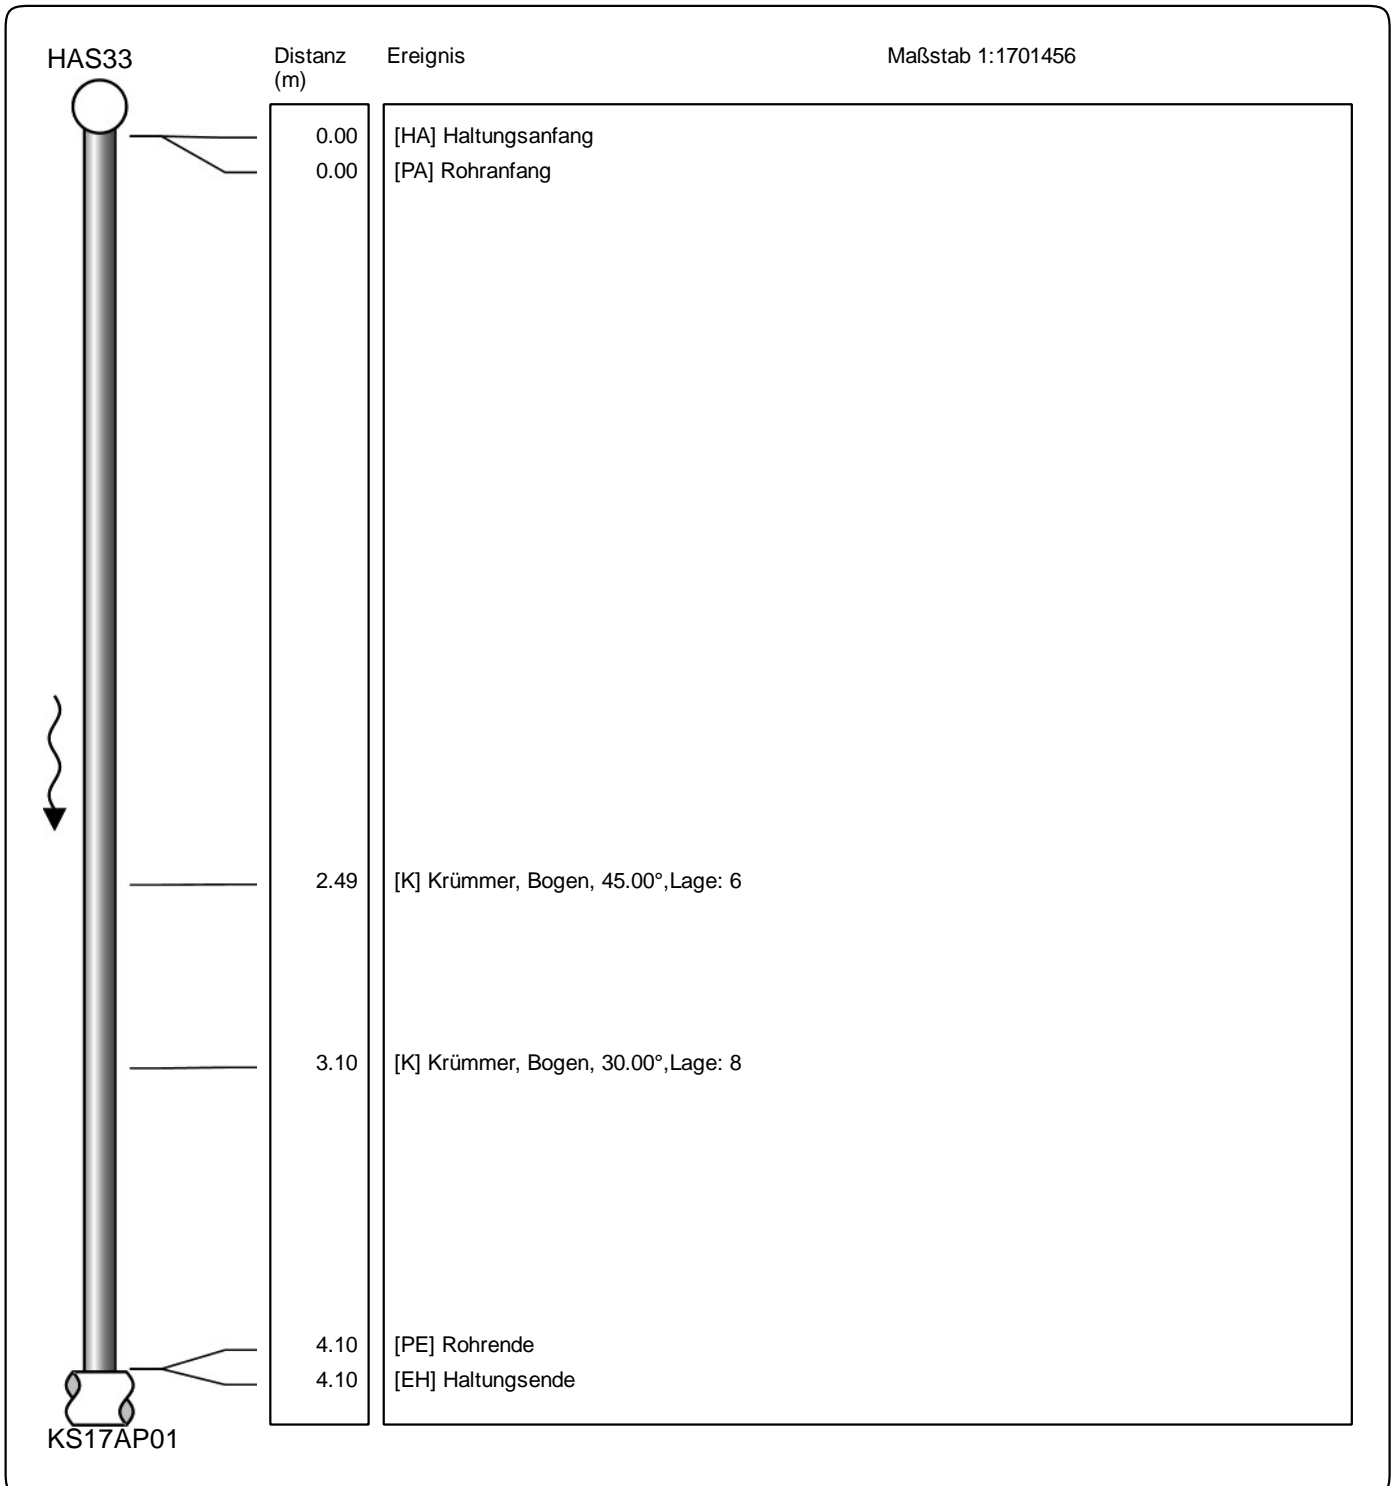 HAS33
Distanz
(m)
Ereignis
Maßstab 1:1701456
0.00 [HA] Haltungsanfang
0.00 [PA] Rohranfang
2.49 [K] Krümmer, Bogen, 45.00°,Lage: 6
3.10 [K] Krümmer, Bogen, 30.00°,Lage: 8
4.10 [PE] Rohrende
4.10 [EH] Haltungsende
KS17AP01